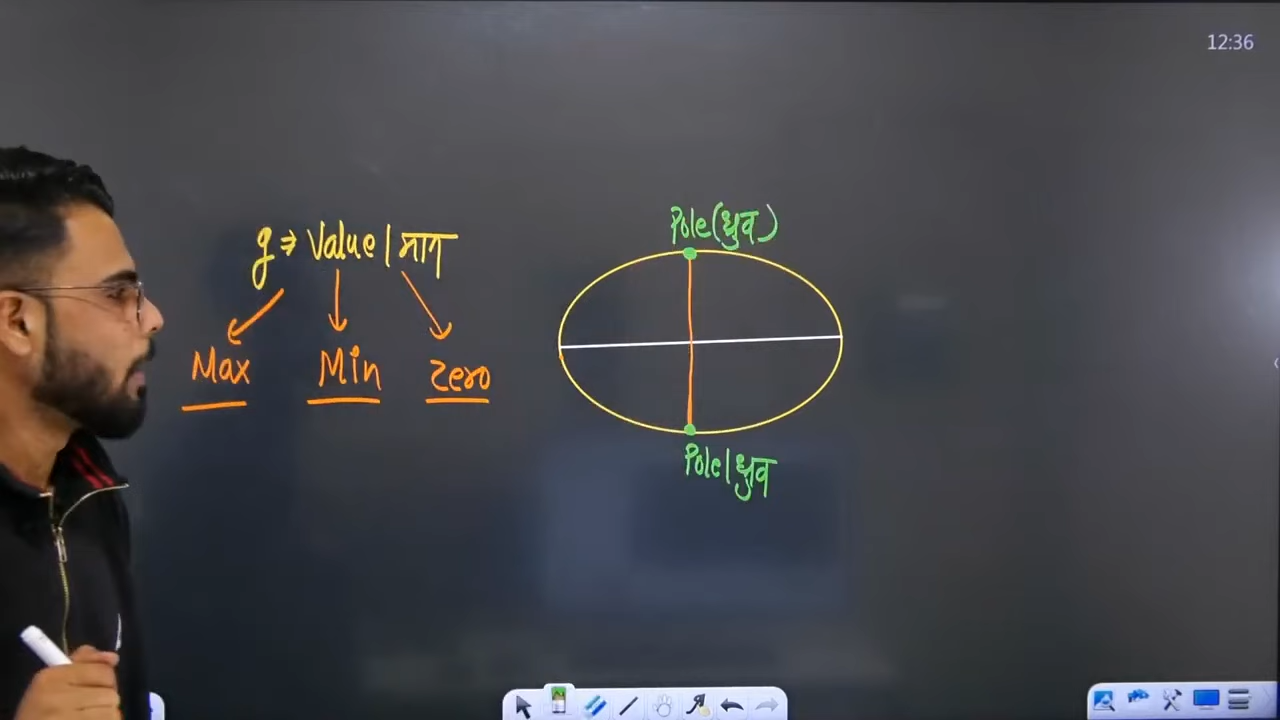 12:36
g ⇒ Value | मान
Max Min Zero
Pole (ध्रुव)
Pole | ध्रुव